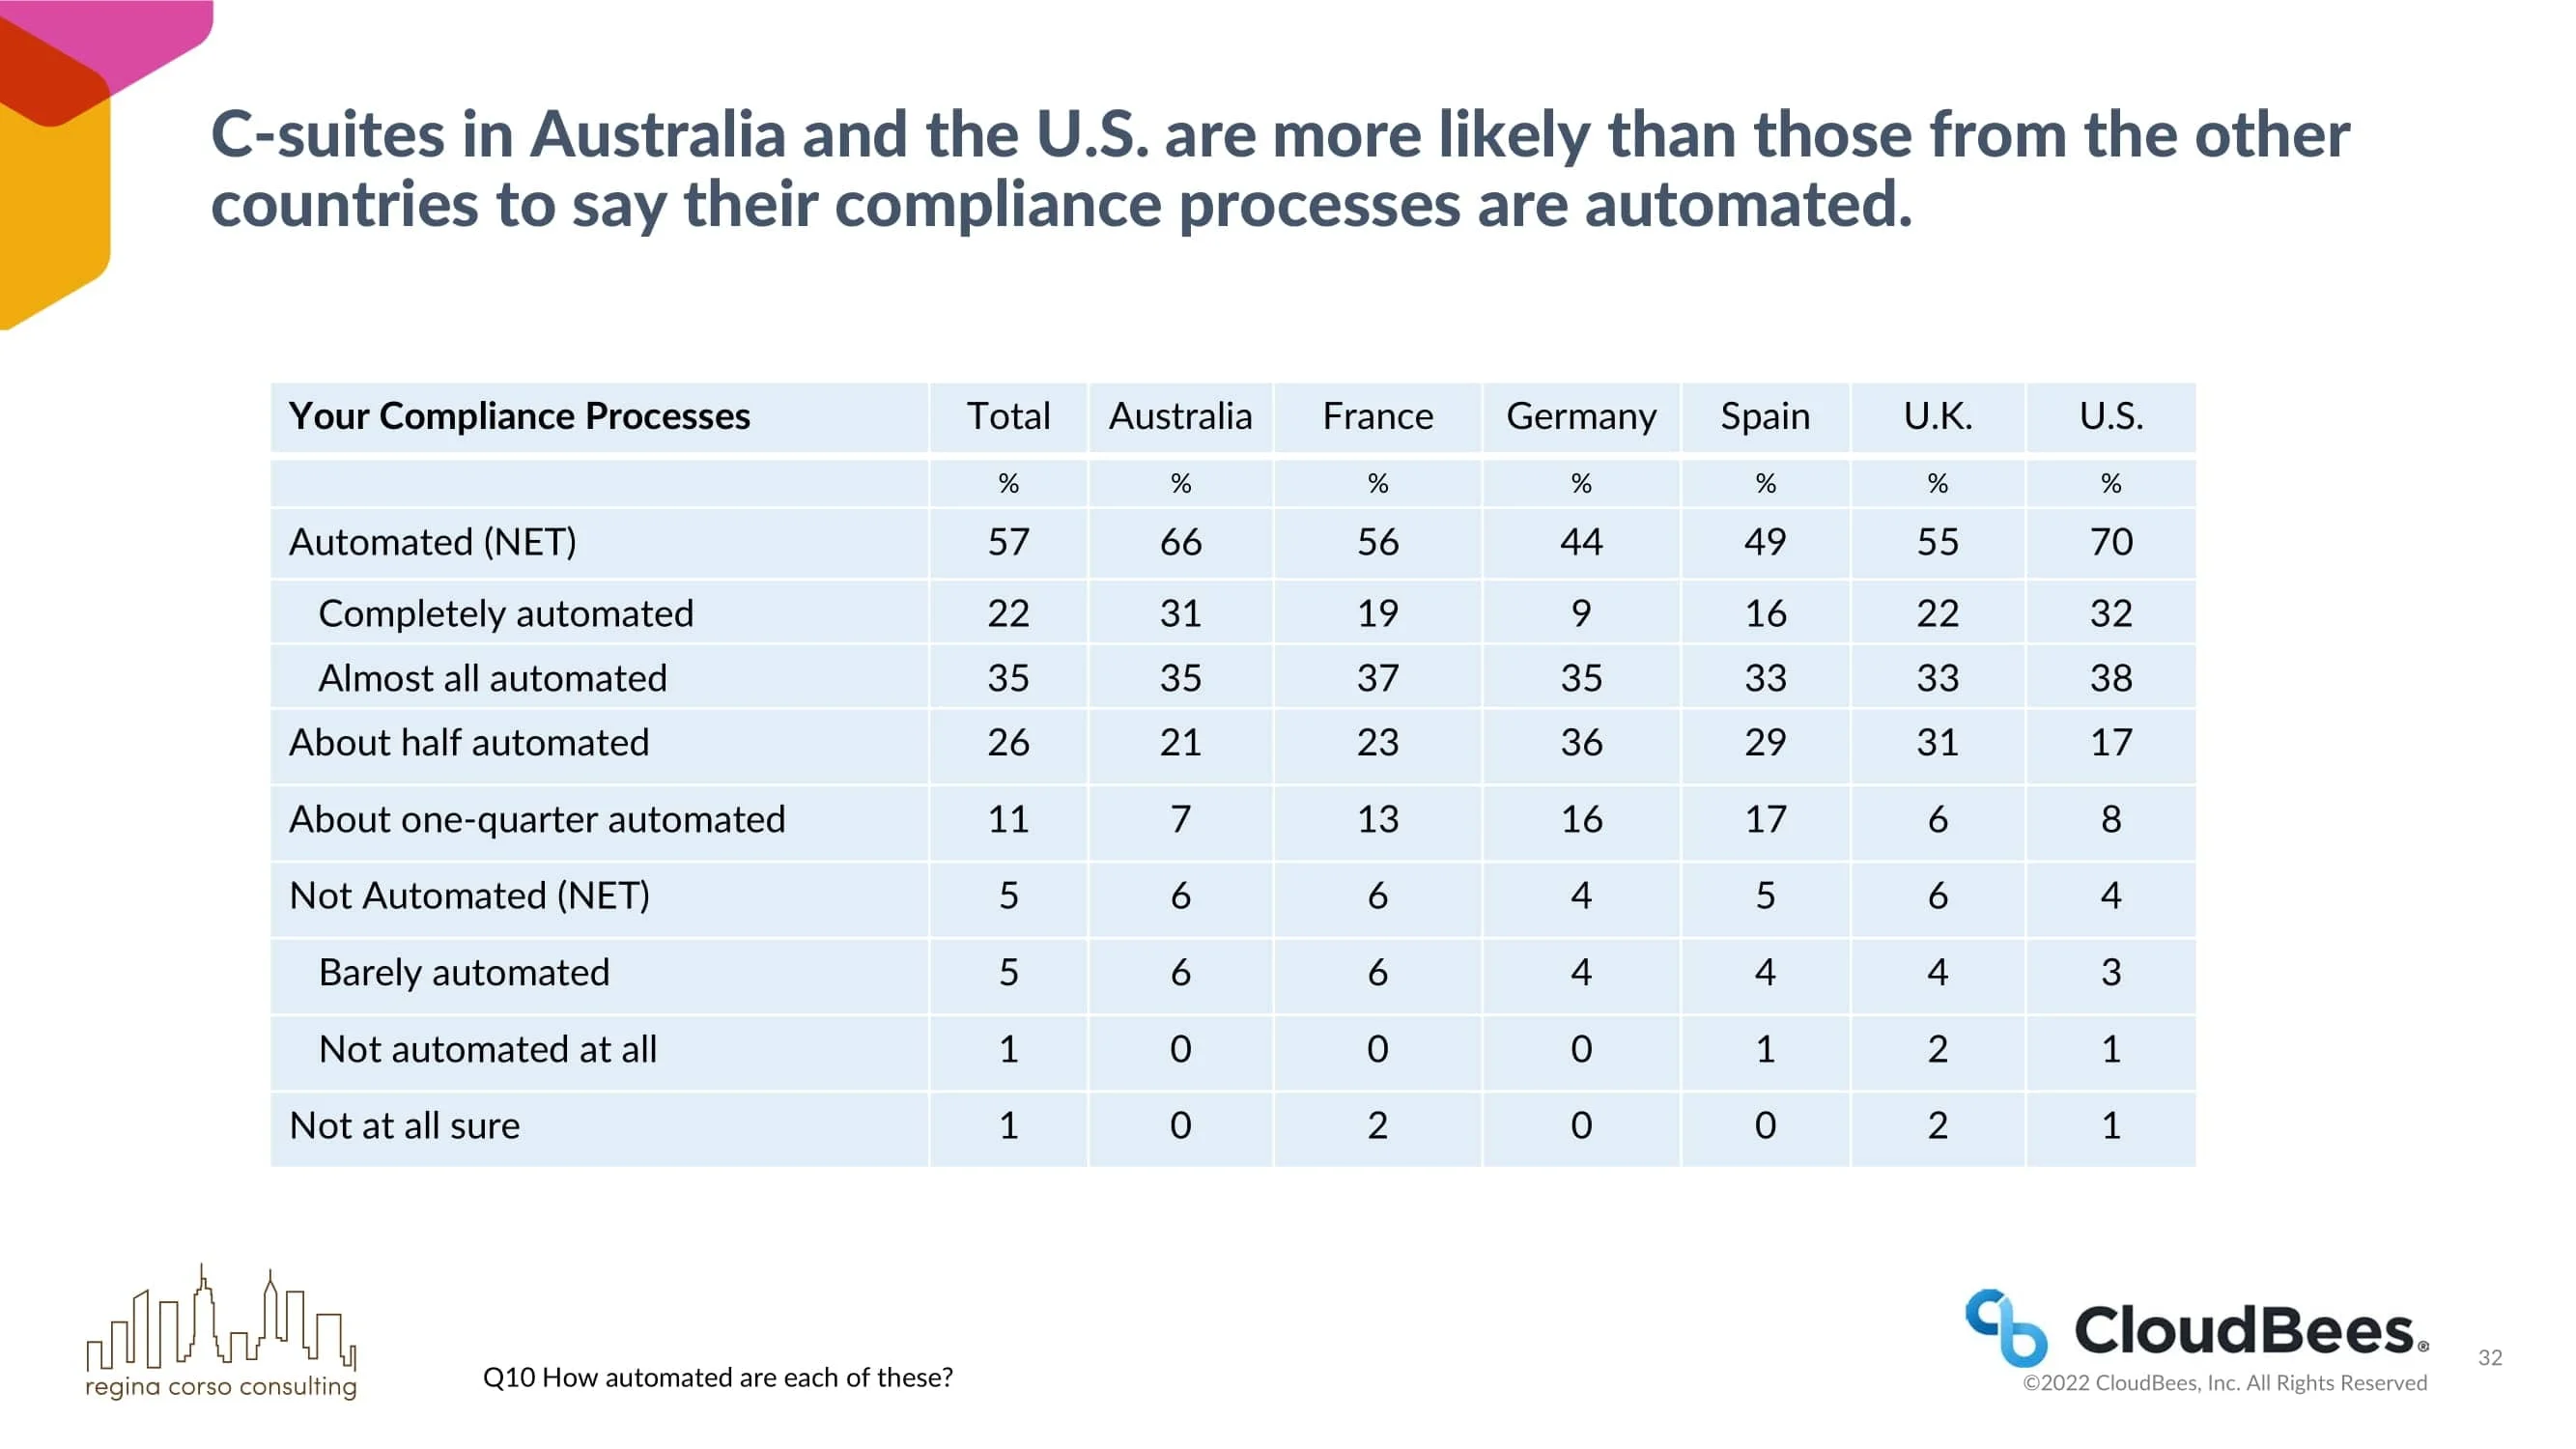 C-suites in Australia and the U.S. are more likely than those from the other
countries to say their compliance processes are automated.
Your Compliance Processes Total Australia France Germany Spain U.K. U.S.
% % % % % % %
Automated (NET) 57 66 56 44 49 55 70
Completely automated 22 31 19 9 16 22 32
Almost all automated 35 35 37 35 33 33 38
About half automated 26 21 23 36 29 31 17
About one-quarter automated 11 7 13 16 17 6 8
Not Automated (NET) 5 6 6 4 5 6 4
Barely automated 5 6 6 4 4 4 3
Not automated at all 1 0 0 0 1 2 1
Not at all sure 1 0 2 0 0 2 1
regina corso consulting
Q10 How automated are each of these?
CloudBees®
©2022 CloudBees, Inc. All Rights Reserved
32